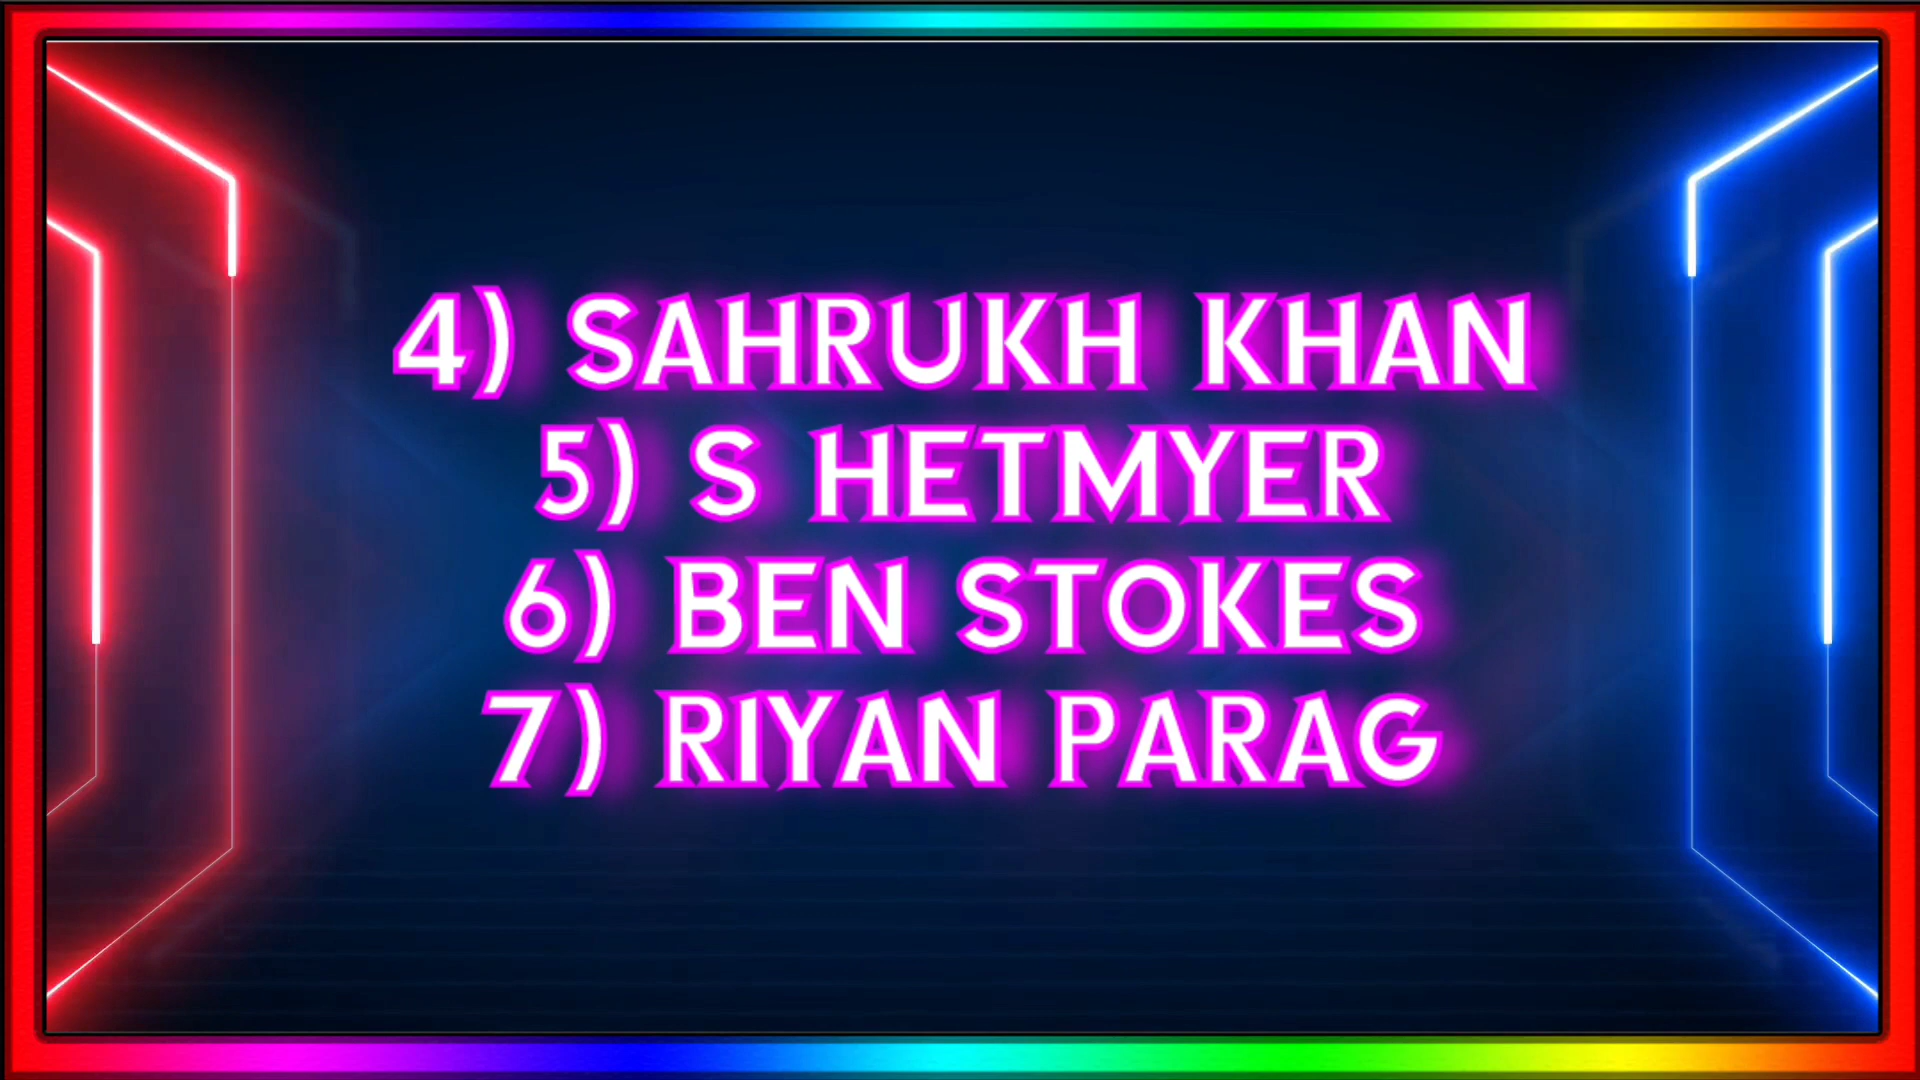 4) SAHRUKH KHAN
5) S HETMYER
6) BEN STOKES
7) RIYAN PARAG